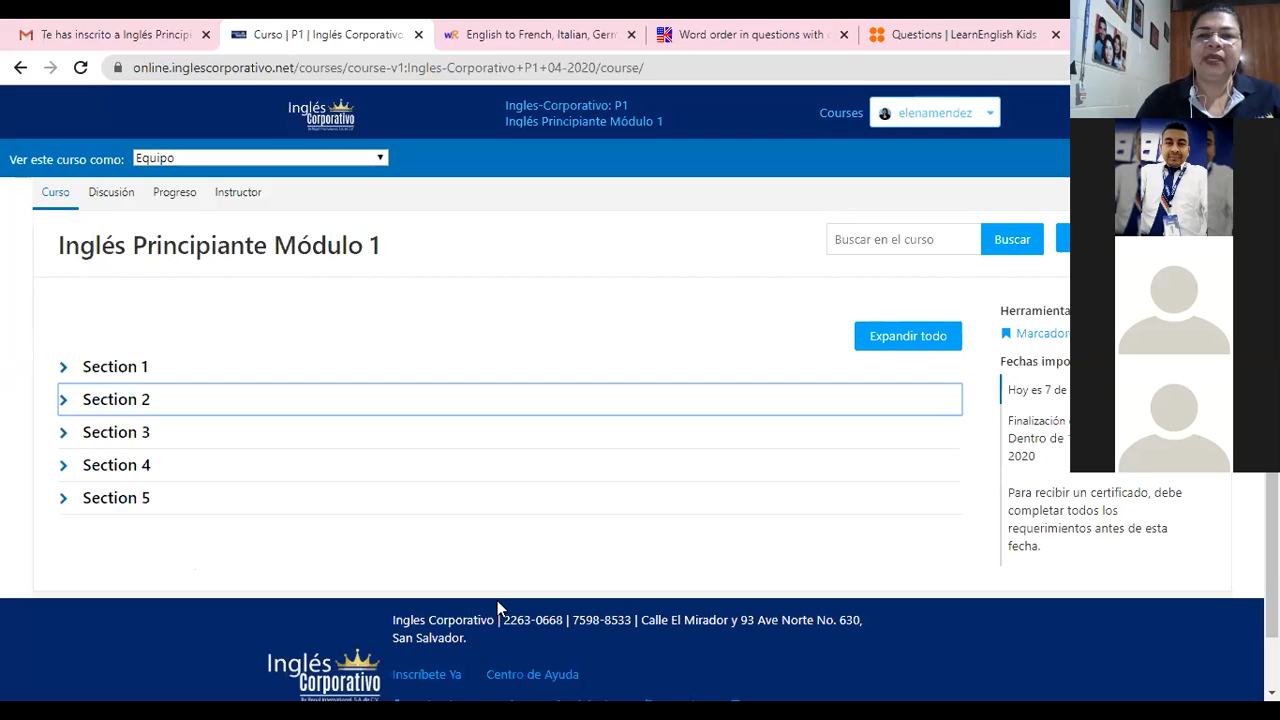 Te has inscrito a Inglés Principi
Curso | P1 | Inglés Corporativo
English to French, Italian, Germ
Word order in questions with
Questions | LearnEnglish Kids
online.inglescorporativo.net/courses/course-v1:Ingles-Corporativo+P1+04-2020/course/
Inglés
Corporativo
Ingles-Corporativo: P1
Inglés Principiante Módulo 1
Courses
elenamendez
Ver este curso como:
Equipo
Curso
Discusión
Progreso
Instructor
Inglés Principiante Módulo 1
Buscar en el curso
Buscar
Expandir todo
Section 1
Section 2
Section 3
Section 4
Section 5
Herramienta
Marcador
Fechas impo
Hoy es 7 de
Finalización
Dentro de
2020
Para recibir un certificado, debe
completar todos los
requerimientos antes de esta
fecha.
Ingles Corporativo | 2263-0668 | 7598-8533 | Calle El Mirador y 93 Ave Norte No. 630,
San Salvador.
Inglés
Corporativo
Inscríbete Ya
Centro de Ayuda